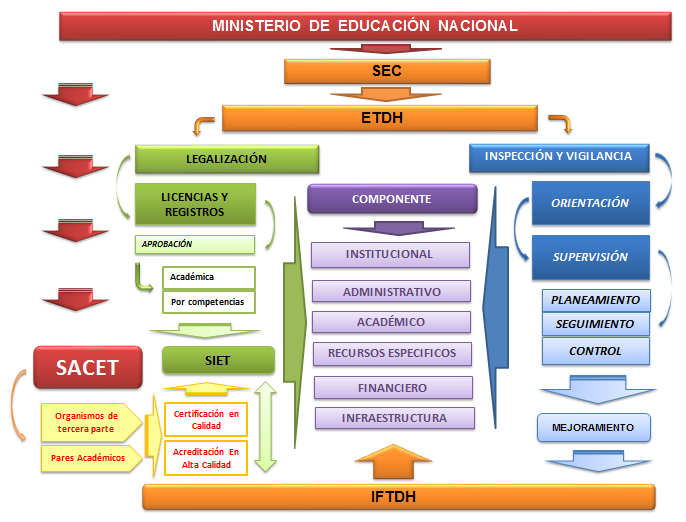 MINISTERIO DE EDUCACIÓN NACIONAL
SEC
ETDH
LEGALIZACIÓN
INSPECCIÓN Y VIGILANCIA
LICENCIAS Y
REGISTROS
COMPONENTE
ORIENTACIÓN
APROBACIÓN
INSTITUCIONAL
SUPERVISIÓN
Académica
Por competencias
ADMINISTRATIVO
PLANEAMIENTO
ACADÉMICO
SEGUIMIENTO
RECURSOS ESPECIFICOS
CONTROL
SACET
SIET
FINANCIERO
Organismos de
tercera parte
Certificación en
Calidad
INFRAESTRUCTURA
MEJORAMIENTO
Pares Académicos
Acreditación En
Alta Calidad
IFTDH